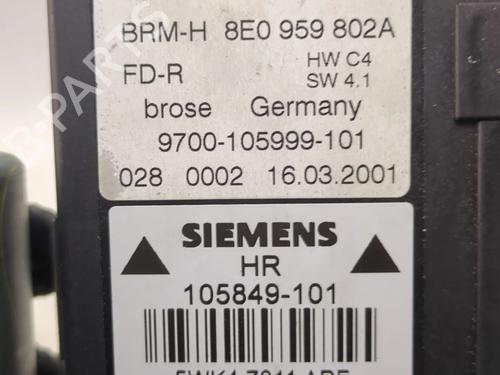 BRM-H 8E0 959 802A
FD-R HW C4
SW 4.1
brose Germany
9700-105999-101
028 0002 16.03.2001
SIEMENS
HR
105849-101